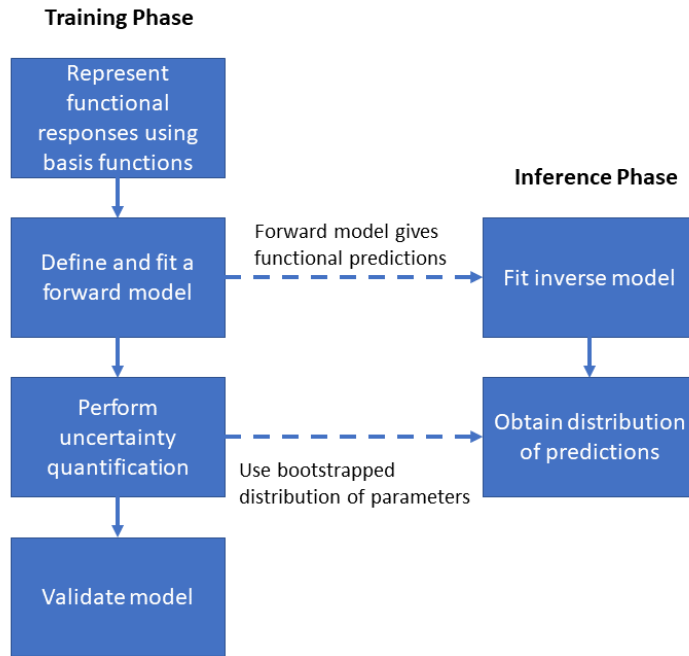 Training Phase
Represent
functional
responses using
basis functions
Inference Phase
Define and fit a
forward model
Forward model gives
functional predictions
Fit inverse model
Perform
uncertainty
quantification
Use bootstrapped
distribution of parameters
Obtain distribution
of predictions
Validate model